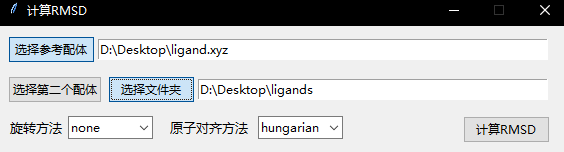 计算RMSD
选择参考配体 D:\Desktop\ligand.xyz
选择第二个配体 选择文件夹 D:\Desktop\ligands
旋转方法 none 原子对齐方法 hungarian 计算RMSD